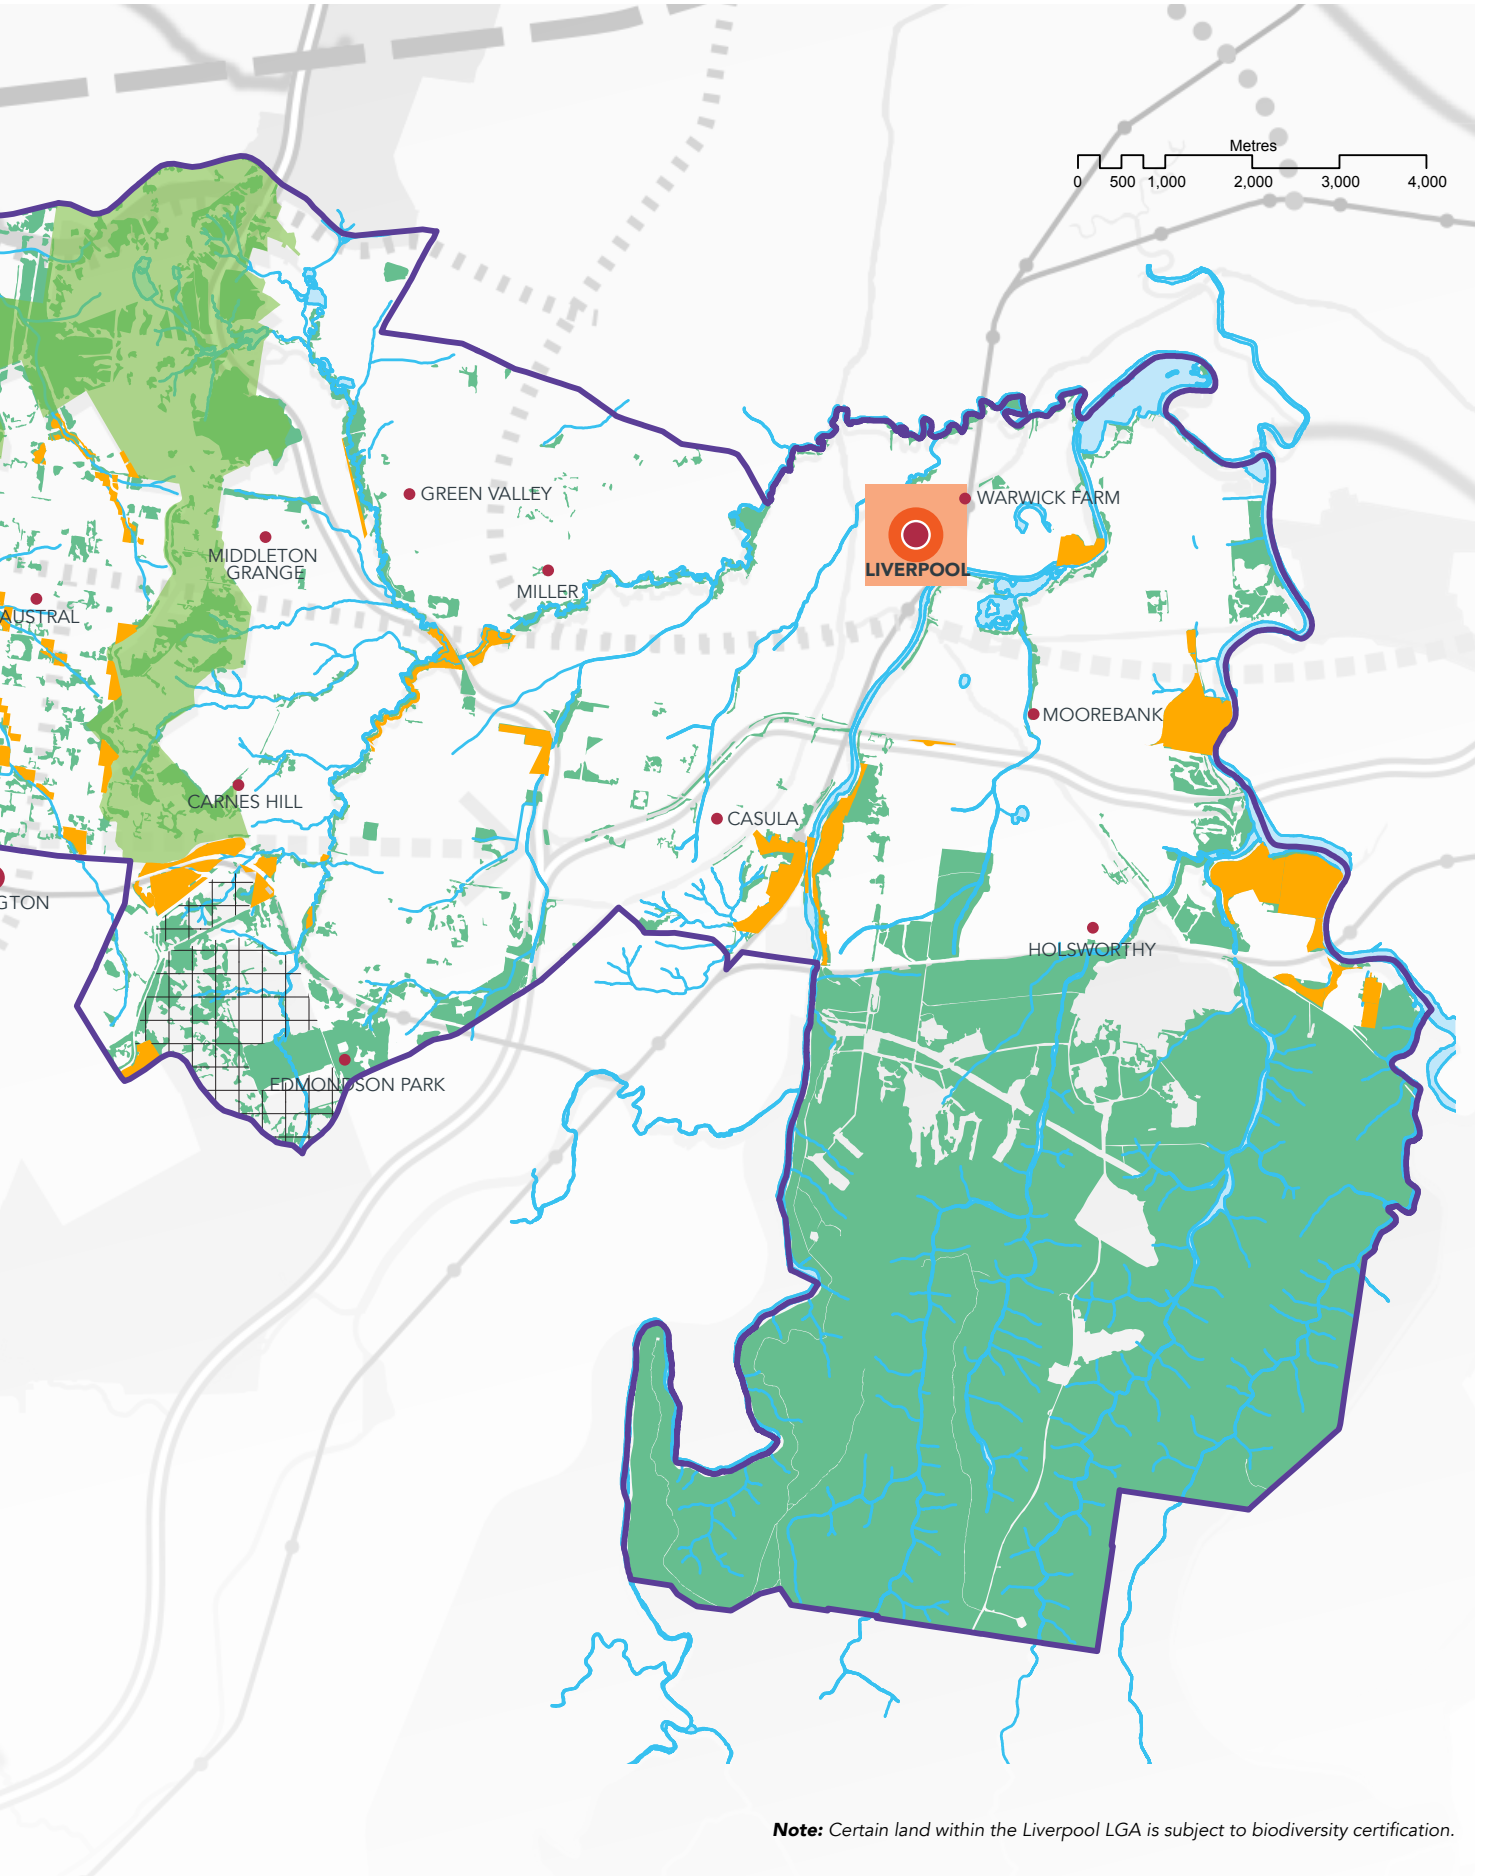 Metres
0 500 1,000 2,000 3,000 4,000
GREEN VALLEY
WARWICK FARM
MIDDLETON
GRANGE
LIVERPOOL
MILLER
AUSTRAL
MOOREBANK
CARNES HILL
CASULA
GTON
HOLSWORTHY
EDMONDSON PARK
Note: Certain land within the Liverpool LGA is subject to biodiversity certification.